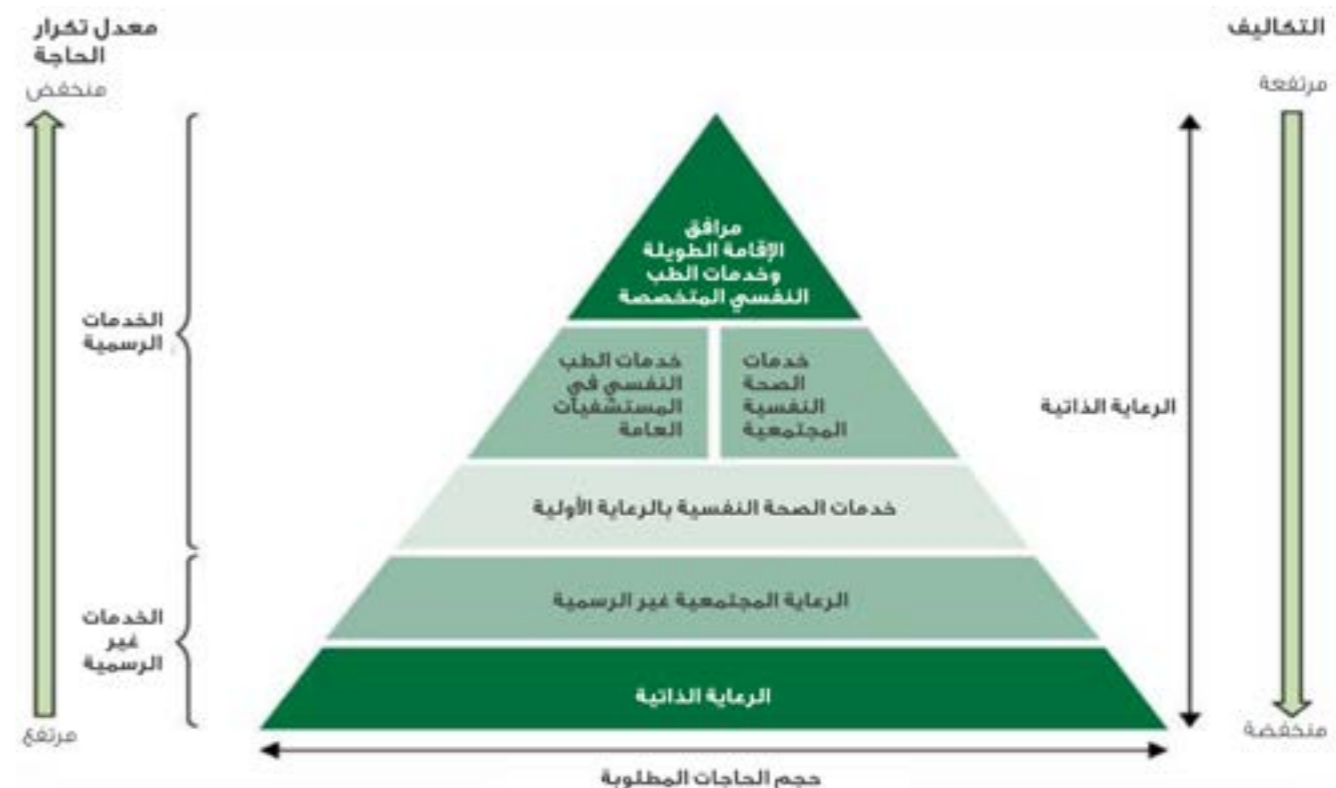 التكاليف
مرتفعة
معدل تكرار
الحاجة
منخفض
مرافق
الإقامة الطويلة
وخدمات الطب
النفسي المتخصصة
الخدمات
الرسمية
خدمات
الصحة
النفسية
المجتمعية
خدمات الطب
النفسي في
المستشفيات
العامة
الرعاية الذاتية
خدمات الصحة النفسية بالرعاية الأولية
الرعاية المجتمعية غير الرسمية
الخدمات
غير
الرسمية
الرعاية الذاتية
منخفضة
مرتفع
حجم الحاجات المطلوبة